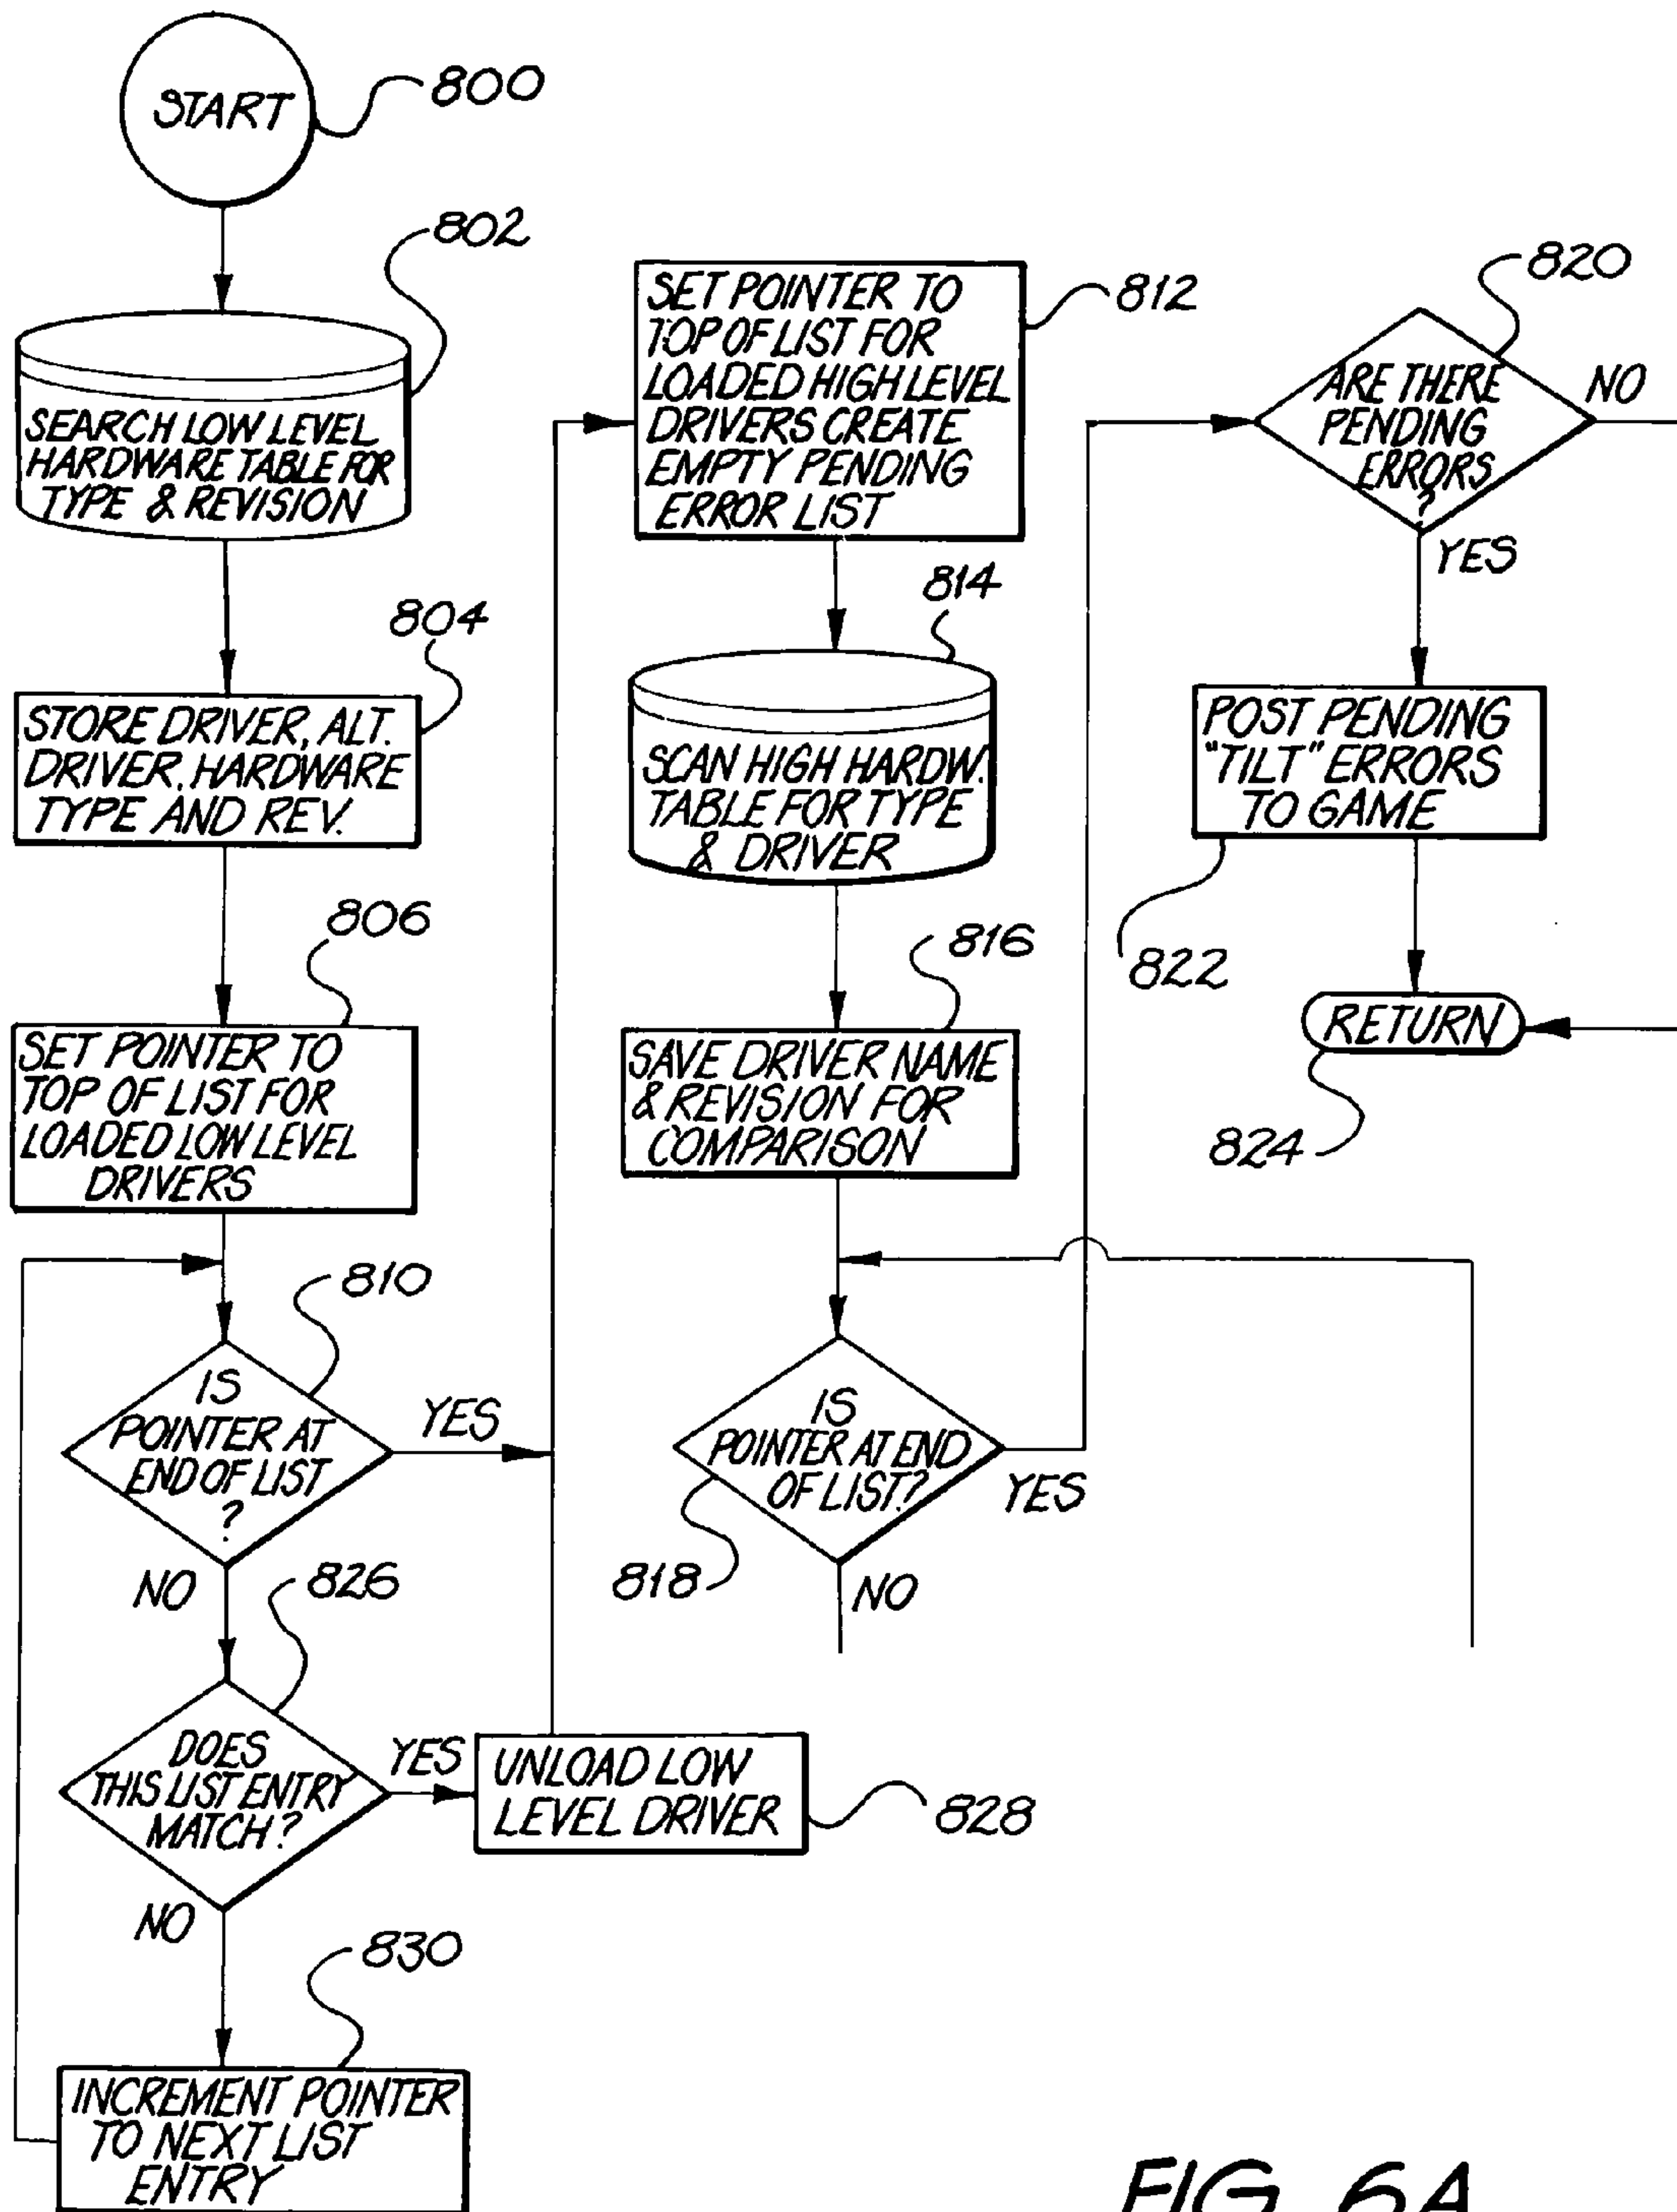 START
800
802
SEARCH LOW LEVEL
HARDWARE TABLE FOR
TYPE & REVISION
804
STORE DRIVER, ALT.
DRIVER, HARDWARE
TYPE AND REV.
806
SET POINTER TO
TOP OF LIST FOR
LOADED LOW LEVEL
DRIVERS
810
IS
POINTER AT
END OF LIST
?
YES
NO
826
DOES
THIS LIST ENTRY
MATCH?
YES
UNLOAD LOW
LEVEL DRIVER
828
NO
830
INCREMENT POINTER
TO NEXT LIST
ENTRY
SET POINTER TO
TOP OF LIST FOR
LOADED HIGH LEVEL
DRIVERS CREATE
EMPTY PENDING
ERROR LIST
812
814
SCAN HIGH HARDW.
TABLE FOR TYPE
& DRIVER
816
SAVE DRIVER NAME
& REVISION FOR
COMPARISON
IS
POINTER AT END
OF LIST?
YES
818
NO
820
ARE THERE
PENDING
ERRORS
?
NO
YES
POST PENDING
"TILT" ERRORS
TO GAME
822
RETURN
824
FIG. 6A